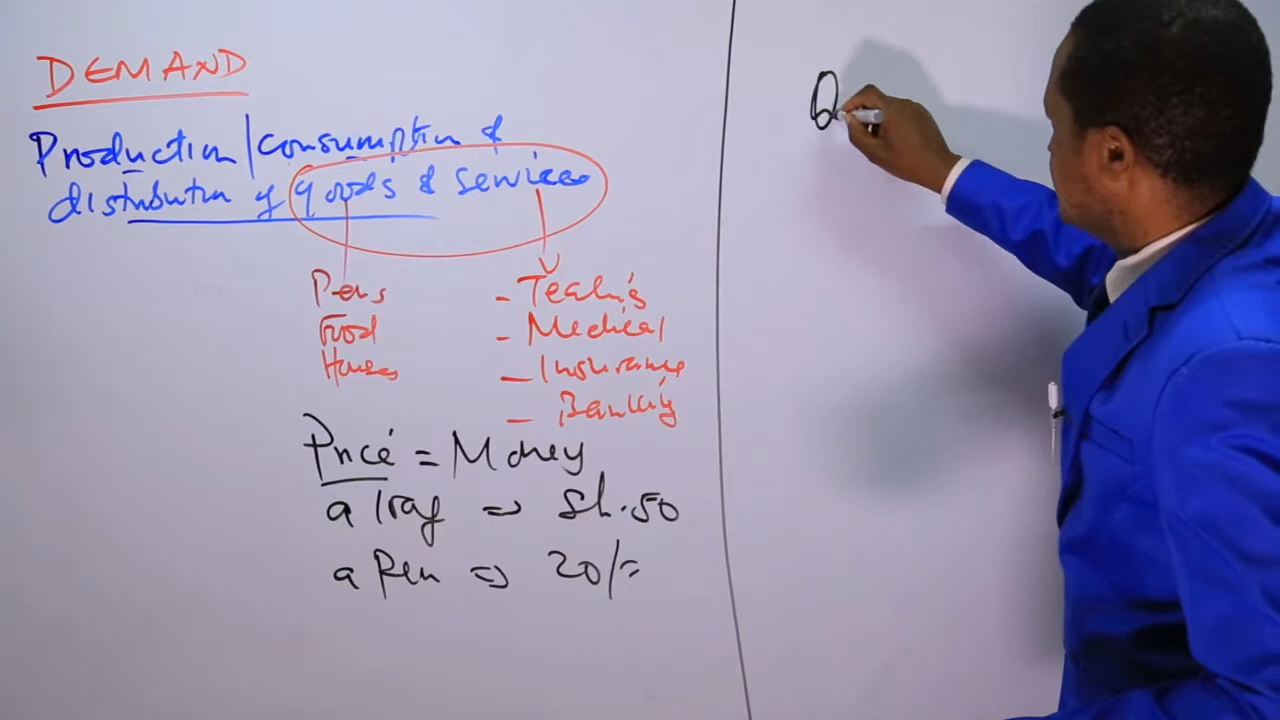 DEMAND
Production/consumption &
distribution of goods & services
Pens
Food
Houses
- Teaching
- Medical
- Insurance
- Banking
Price = Money
a loaf => Sh.50
a Pen => 20/=
Q